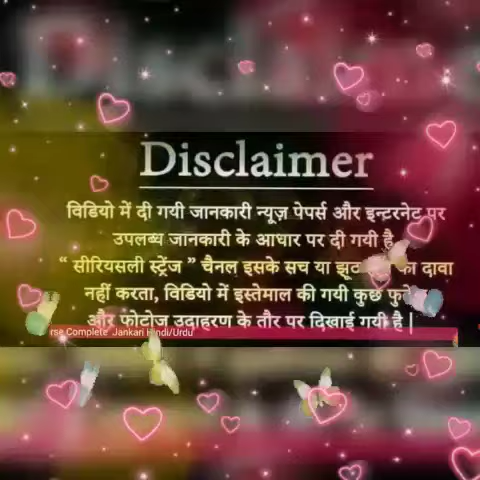 Disclaimer
विडियो में दी गयी जानकारी न्यूज़ पेपर्स और इन्टरनेट पर
उपलब्ध जानकारी के आधार पर दी गयी है
“ सीरियसली स्ट्रेंज ” चैनल इसके सच या झूठ का दावा
नहीं करता, विडियो में इस्तेमाल की गयी कुछ
और फोटोज उदाहरण के तौर पर दिखाई गयी है |
rse Complete Jankari Hindi/Urdu